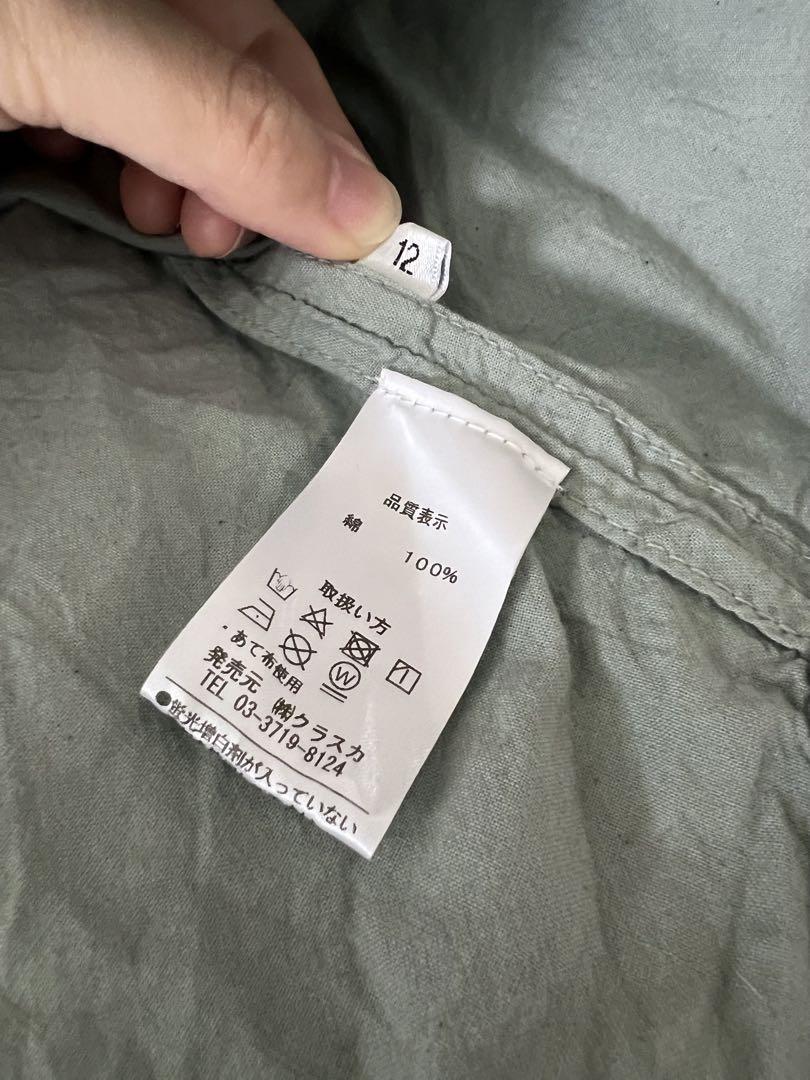 12
品質表示
綿 100%
取扱い方
W 1
・あて布使用
発売元 ㈱クラスカ
TEL 03-3719-8124
●蛍光増白剤が入っていない